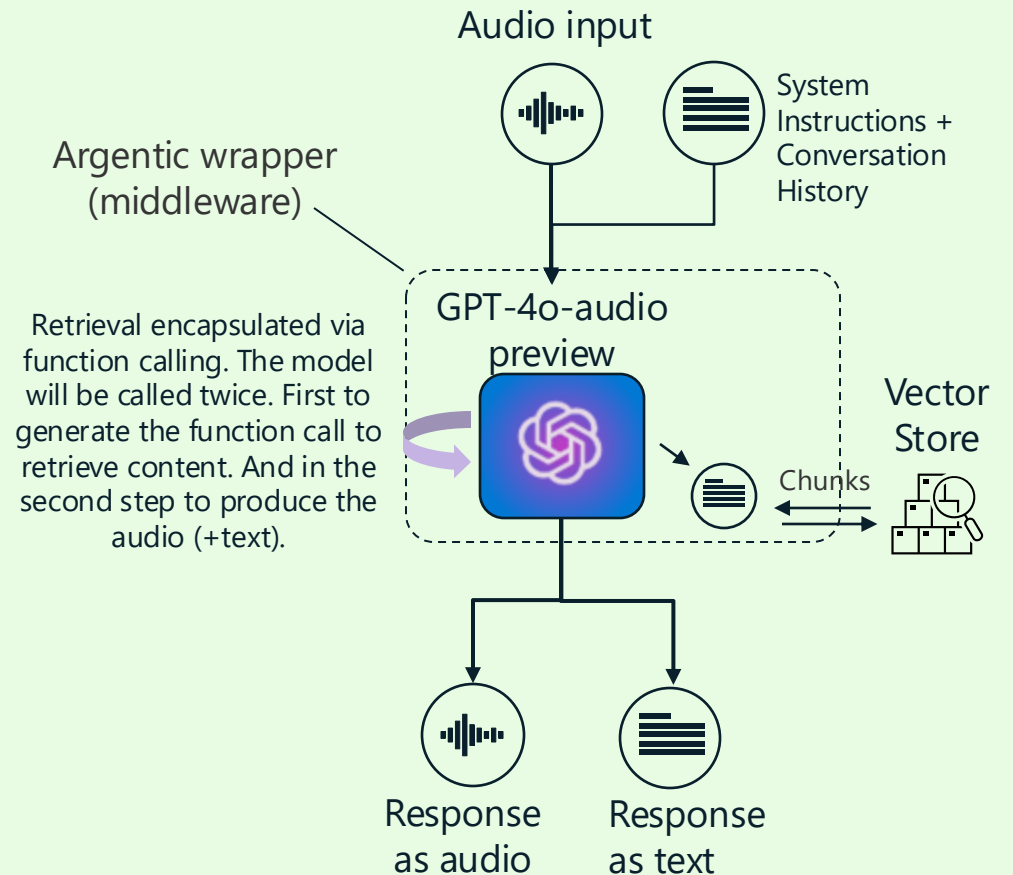 Audio input
System
Instructions +
Conversation
History
Argentic wrapper
(middleware)
GPT-4o-audio
preview
Retrieval encapsulated via
function calling. The model
will be called twice. First to
generate the function call to
retrieve content. And in the
second step to produce the
audio (+text).
Vector
Store
Chunks
Response
as audio
Response
as text